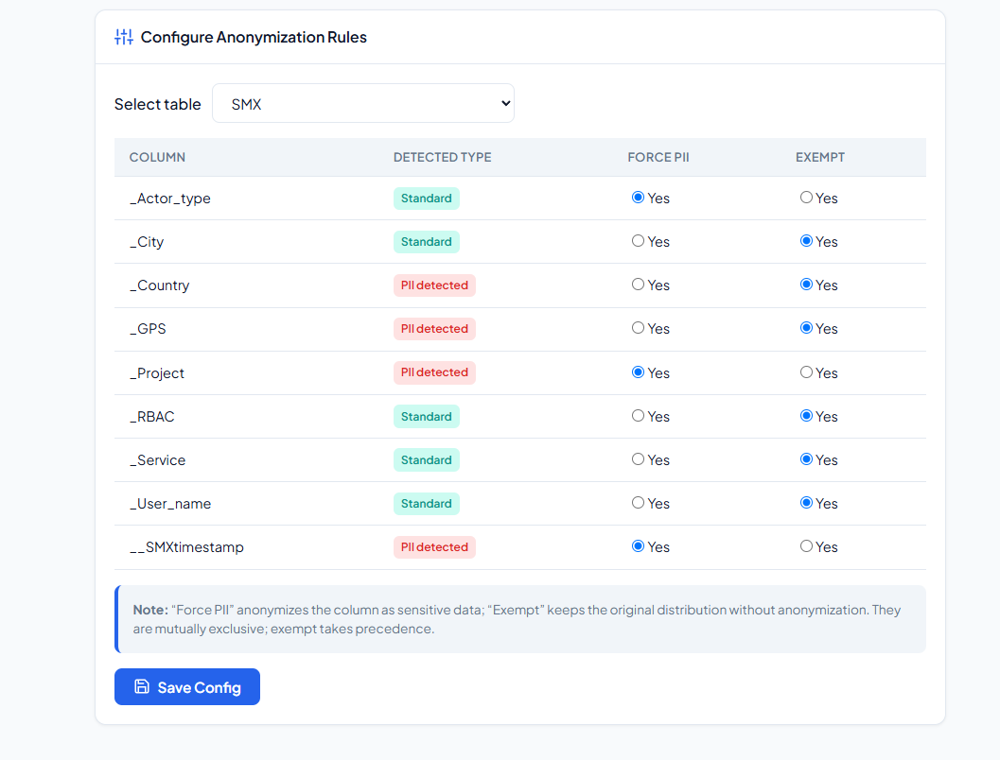 Configure Anonymization Rules
Select table SMX
COLUMN DETECTED TYPE FORCE PII EXEMPT
_Actor_type Standard Yes Yes
_City Standard Yes Yes
_Country PII detected Yes Yes
_GPS PII detected Yes Yes
_Project PII detected Yes Yes
_RBAC Standard Yes Yes
_Service Standard Yes Yes
_User_name Standard Yes Yes
__SMXtimestamp PII detected Yes Yes
Note: “Force PII” anonymizes the column as sensitive data; “Exempt” keeps the original distribution without anonymization. They
are mutually exclusive; exempt takes precedence.
Save Config